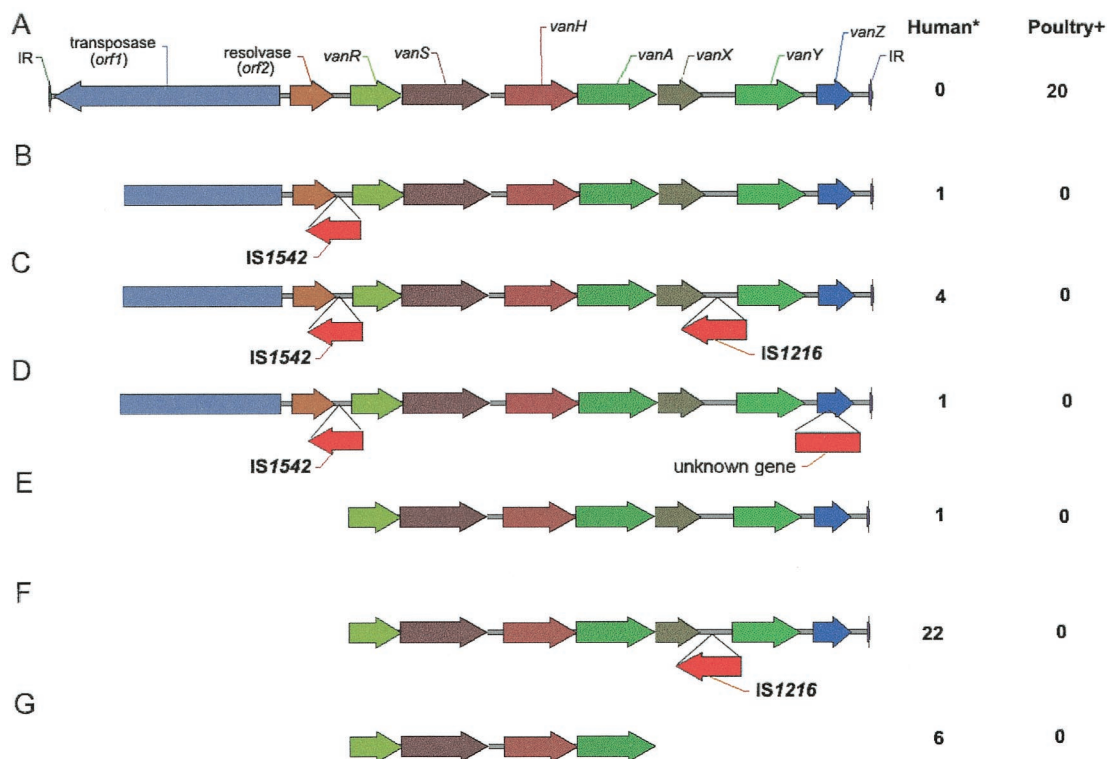 A
Human*
Poultry+
IR
transposase
(orf1)
resolvase
(orf2)
vanR
vanS
vanH
vanA
vanX
vanY
vanZ
IR
0
20
B
1
0
IS1542
C
4
0
IS1542
IS1216
D
1
0
IS1542
unknown gene
E
1
0
F
22
0
IS1216
G
6
0